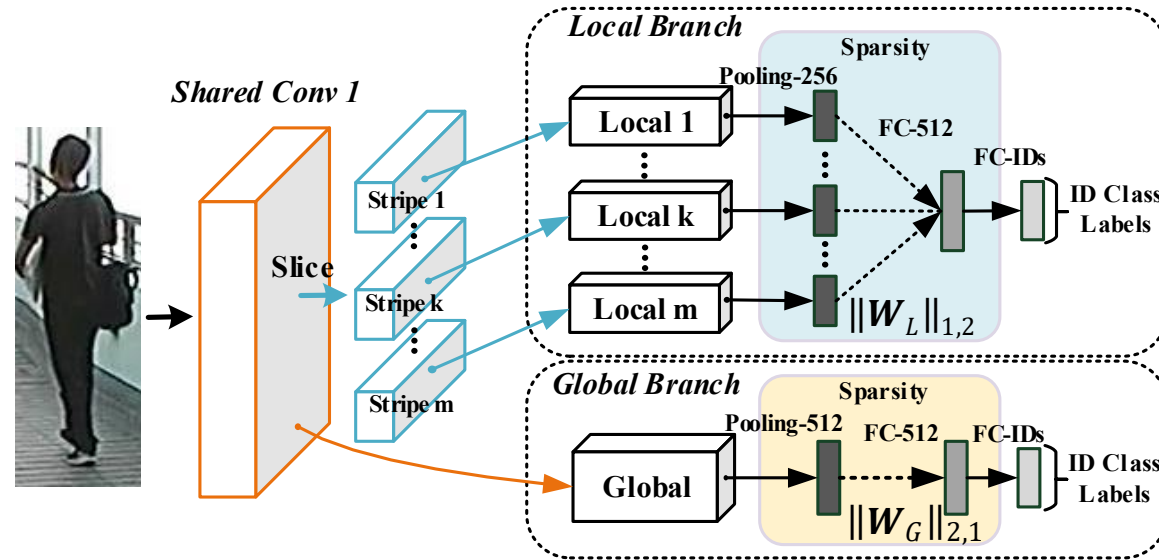 Shared Conv 1
Slice
Stripe 1
Stripe k
Stripe m
Local Branch
Sparsity
Pooling-256
Local 1
Local k
Local m
FC-512
FC-IDs
ID Class
Labels
‖W_L‖_{1,2}
Global Branch
Sparsity
Pooling-512
FC-512
FC-IDs
Global
ID Class
Labels
‖W_G‖_{2,1}